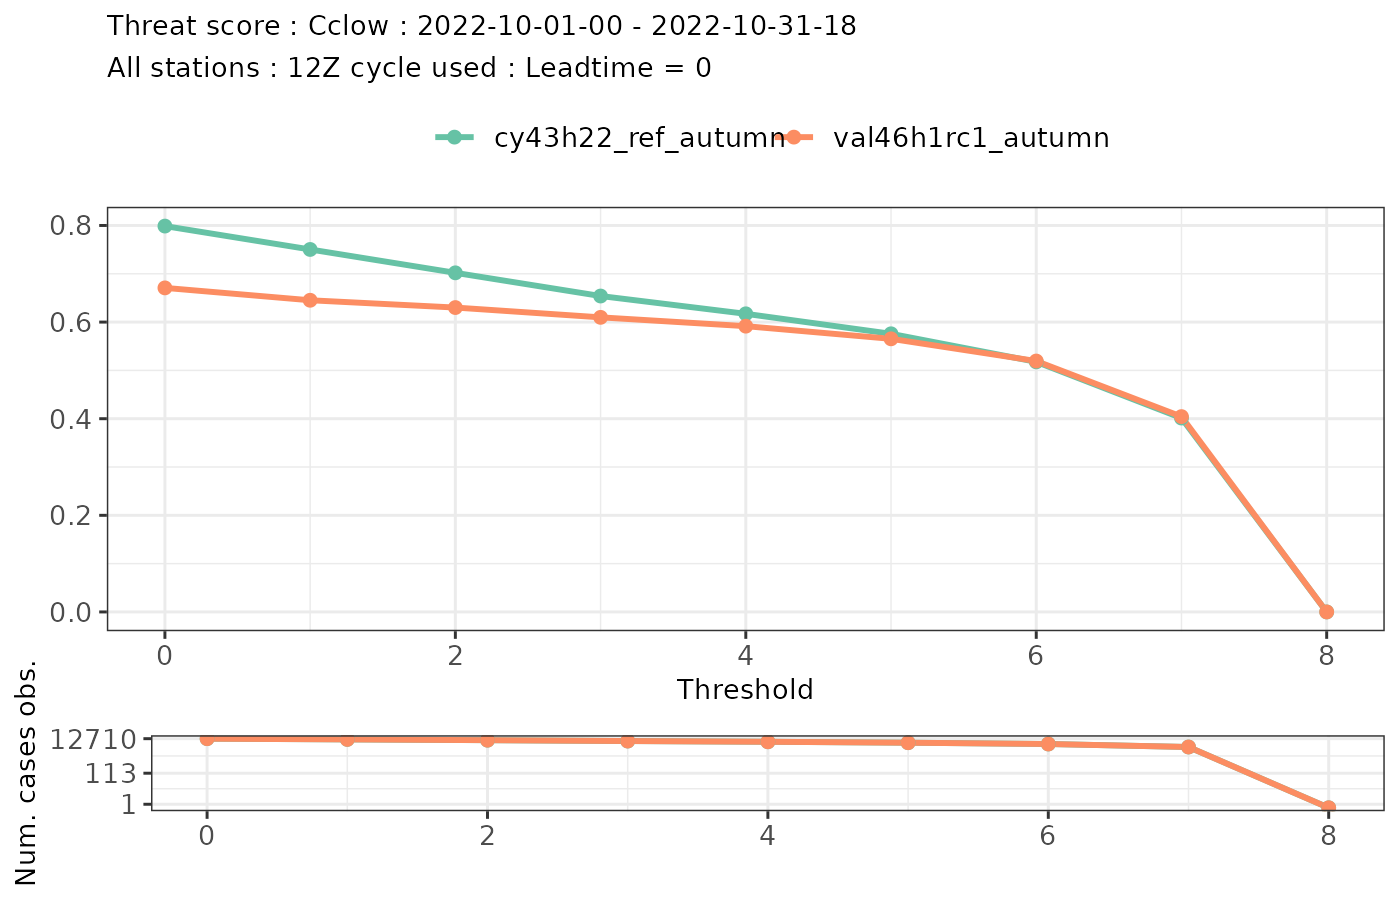 Threat score : Cclow : 2022-10-01-00 - 2022-10-31-18
All stations : 12Z cycle used : Leadtime = 0
cy43h22_ref_autumn val46h1rc1_autumn
0.8
0.6
0.4
0.2
0.0
0 2 4 6 8
Threshold
Num. cases obs.
12710
113
1
0 2 4 6 8